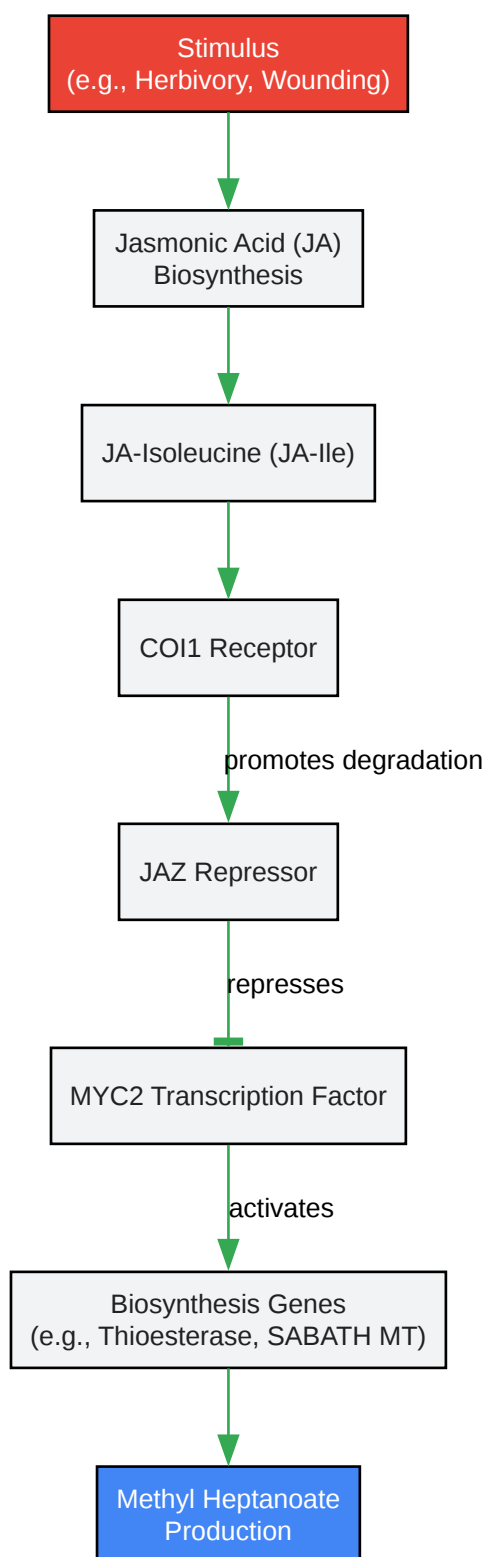 Stimulus
(e.g., Herbivory, Wounding)
Jasmonic Acid (JA)
Biosynthesis
JA-Isoleucine (JA-Ile)
COI1 Receptor
promotes degradation
JAZ Repressor
represses
MYC2 Transcription Factor
activates
Biosynthesis Genes
(e.g., Thioesterase, SABATH MT)
Methyl Heptanoate
Production